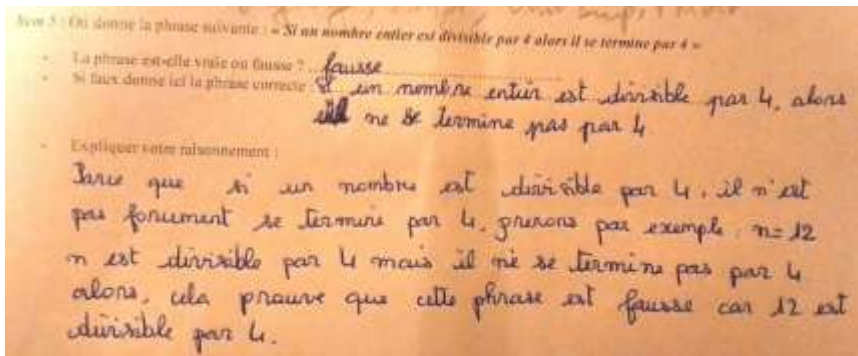 5 : On donne la phrase suivante : « Si un nombre entier est divisible par 4 alors il se termine par 4 »
- La phrase est-elle vraie ou fausse ? fausse
- Si faux donne ici la phrase correcte : Si un nombre entier est divisible par 4, alors
il ne se termine pas par 4
- Expliquer votre raisonnement :
Parce que si un nombre est divisible par 4, il n'est
pas forcument se termine par 4, prenons par exemple : n=12
n est divisible par 4 mais il ne se termine pas par 4
alors, cela prouve que cette phrase est fausse car 12 est
divisible par 4.